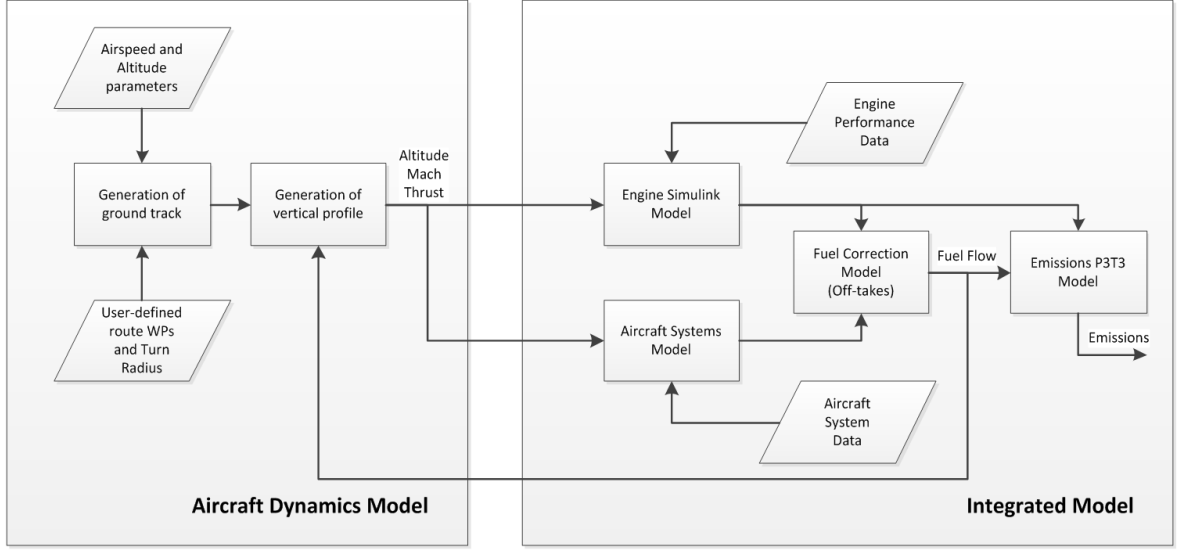 Airspeed and
Altitude
parameters
Generation of
ground track
User-defined
route WPs
and Turn
Radius
Generation of
vertical profile
Altitude
Mach
Thrust
Aircraft Dynamics Model
Engine
Performance
Data
Engine Simulink
Model
Fuel Correction
Model
(Off-takes)
Fuel Flow
Emissions P3T3
Model
Emissions
Aircraft Systems
Model
Aircraft
System
Data
Integrated Model